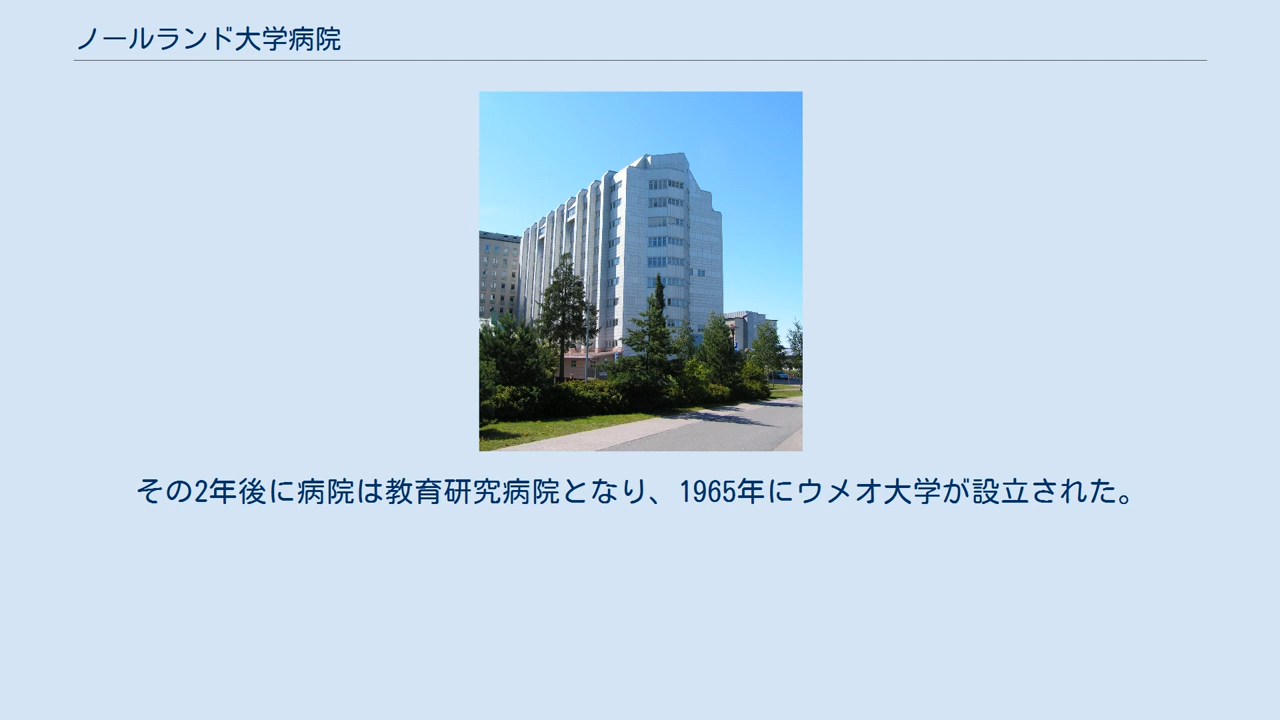 ノールランド大学病院
その2年後に病院は教育研究病院となり、1965年にウメオ大学が設立された。